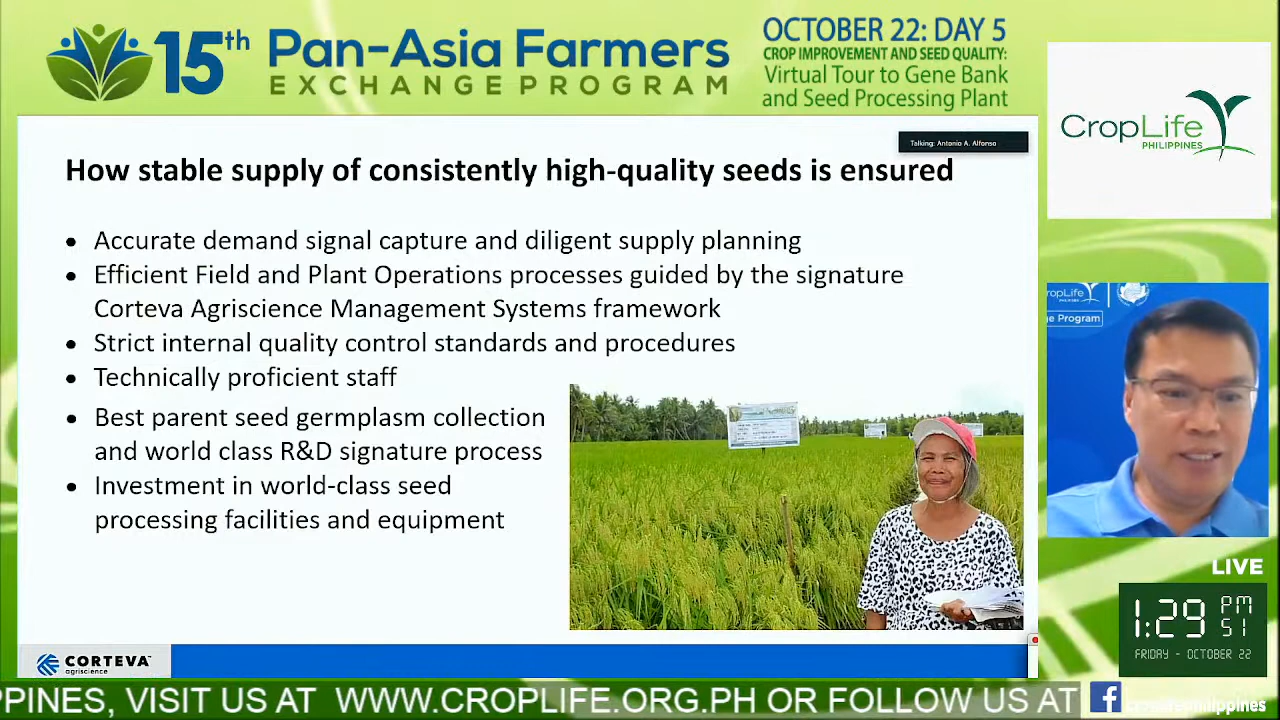 15th Pan-Asia Farmers
EXCHANGE PROGRAM
OCTOBER 22: DAY 5
CROP IMPROVEMENT AND SEED QUALITY:
Virtual Tour to Gene Bank
and Seed Processing Plant
CropLife
PHILIPPINES
Talking: Antonio A. Alfonso
How stable supply of consistently high-quality seeds is ensured
• Accurate demand signal capture and diligent supply planning
• Efficient Field and Plant Operations processes guided by the signature
Corteva Agriscience Management Systems framework
• Strict internal quality control standards and procedures
• Technically proficient staff
• Best parent seed germplasm collection
and world class R&D signature process
• Investment in world-class seed
processing facilities and equipment
ropLife
ge Program
LIVE
1:29 PM 51
FRIDAY - OCTOBER 22
CORTEVA
agriscience
PPINES, VISIT US AT WWW.CROPLIFE.ORG.PH OR FOLLOW US AT